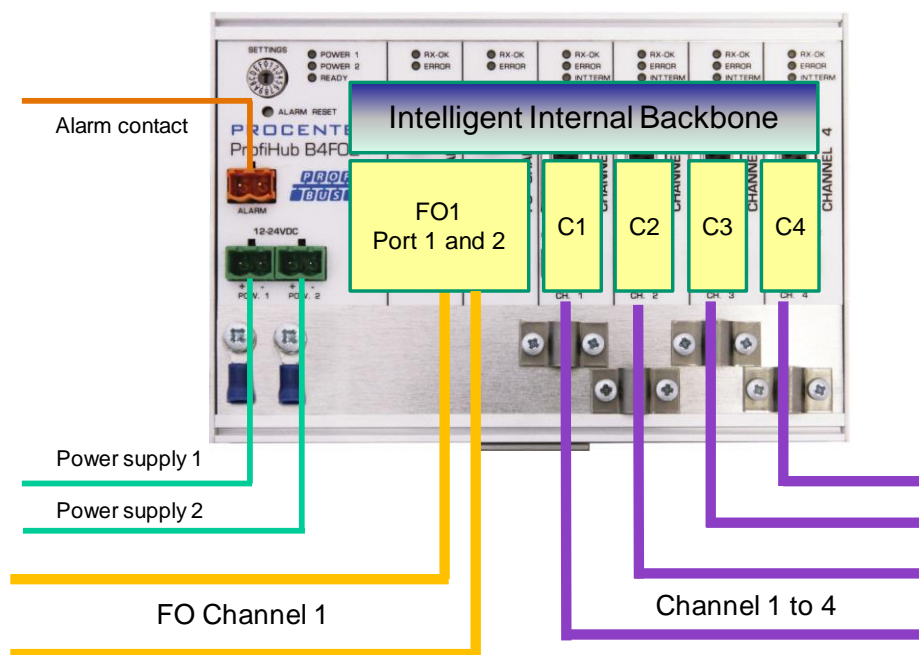 SETTINGS
POWER 1
POWER 2
READY
RX-OK
ERROR
RX-OK
ERROR
RX-OK
ERROR
INT.TERM
RX-OK
ERROR
INT.TERM
RX-OK
ERROR
INT.TERM
RX-OK
ERROR
INT.TERM
ALARM RESET
Intelligent Internal Backbone
Alarm contact
PROCENTE
ProfiHub B4FO
PROF
BUS
ALARM
12-24VDC
+ - + -
POW. 1 POW. 2
FO1
Port 1 and 2
C1
C2
C3
C4
CHANNEL 4
CH. 1
CH. 2
CH. 3
CH. 4
Power supply 1
Power supply 2
FO Channel 1
Channel 1 to 4